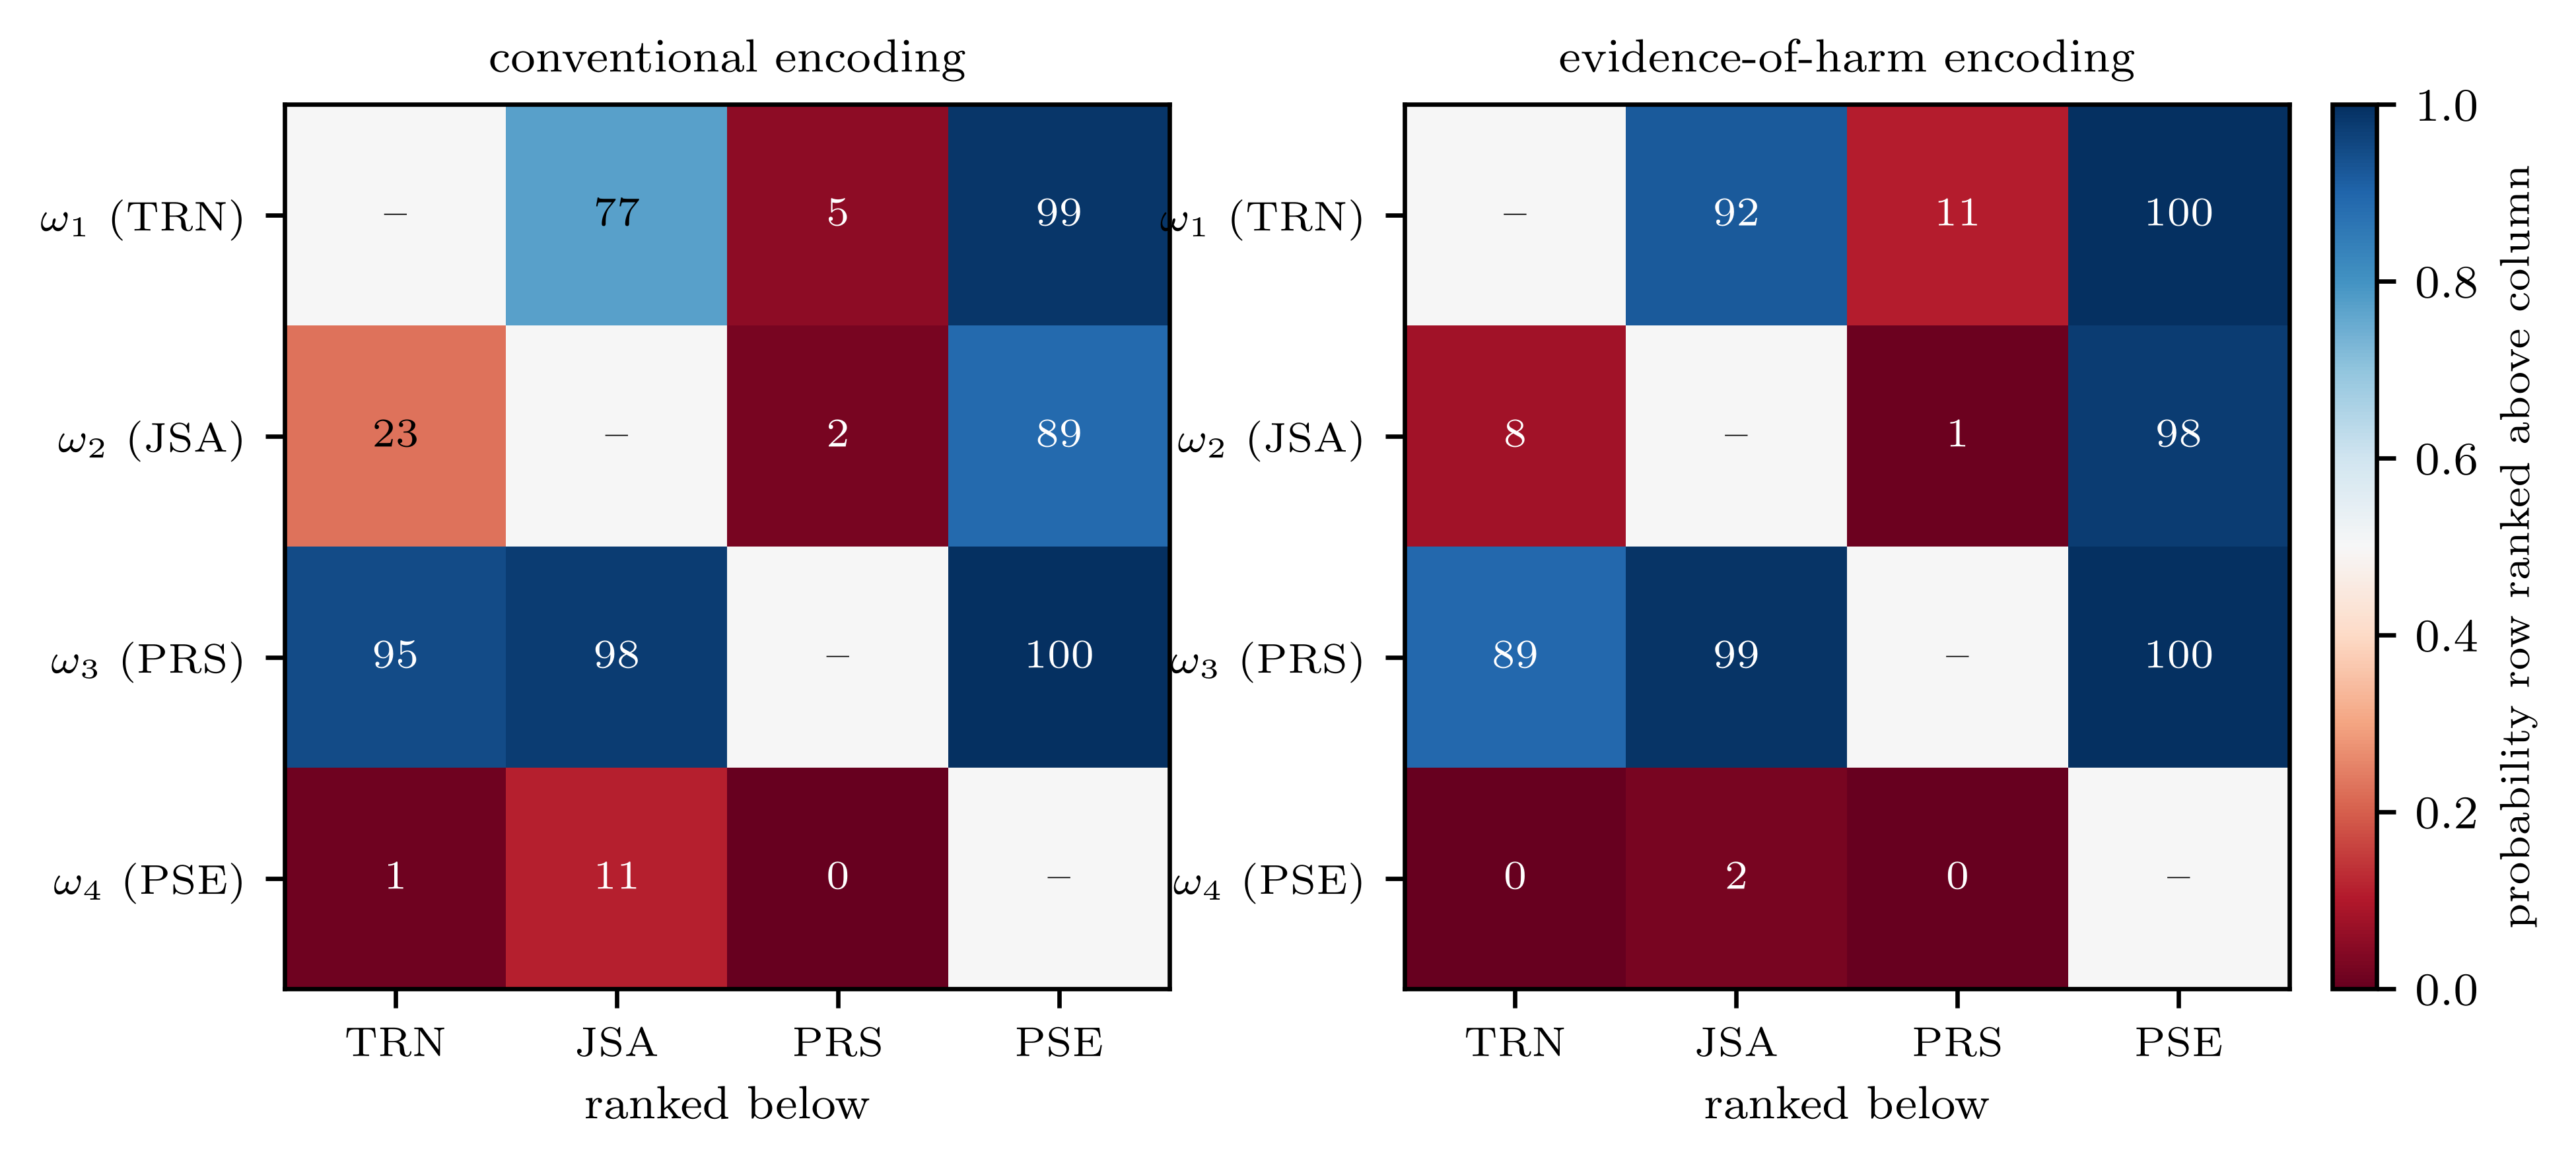 conventional encoding
evidence-of-harm encoding
ω₁ (TRN) – 77 5 99
ω₂ (JSA) 23 – 2 89
ω₃ (PRS) 95 98 – 100
ω₄ (PSE) 1 11 0 –
TRN JSA PRS PSE
ranked below
ω₁ (TRN) – 92 11 100
ω₂ (JSA) 8 – 1 98
ω₃ (PRS) 89 99 – 100
ω₄ (PSE) 0 2 0 –
TRN JSA PRS PSE
ranked below
1.0
0.8
0.6
0.4
0.2
0.0
probability row ranked above column